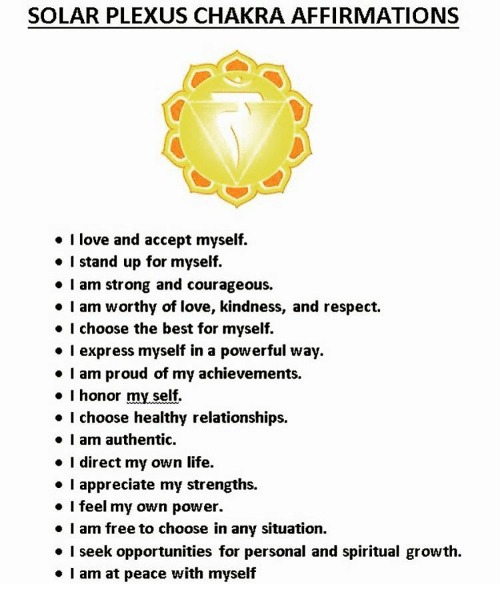 SOLAR PLEXUS CHAKRA AFFIRMATIONS
• I love and accept myself.
• I stand up for myself.
• I am strong and courageous.
• I am worthy of love, kindness, and respect.
• I choose the best for myself.
• I express myself in a powerful way.
• I am proud of my achievements.
• I honor my self.
• I choose healthy relationships.
• I am authentic.
• I direct my own life.
• I appreciate my strengths.
• I feel my own power.
• I am free to choose in any situation.
• I seek opportunities for personal and spiritual growth.
• I am at peace with myself